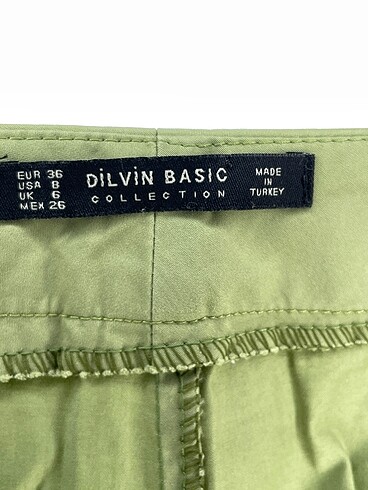 EUR 36
USA 8
UK 6
MEX 26
DİLVİN BASIC
COLLECTION
MADE
IN
TURKEY